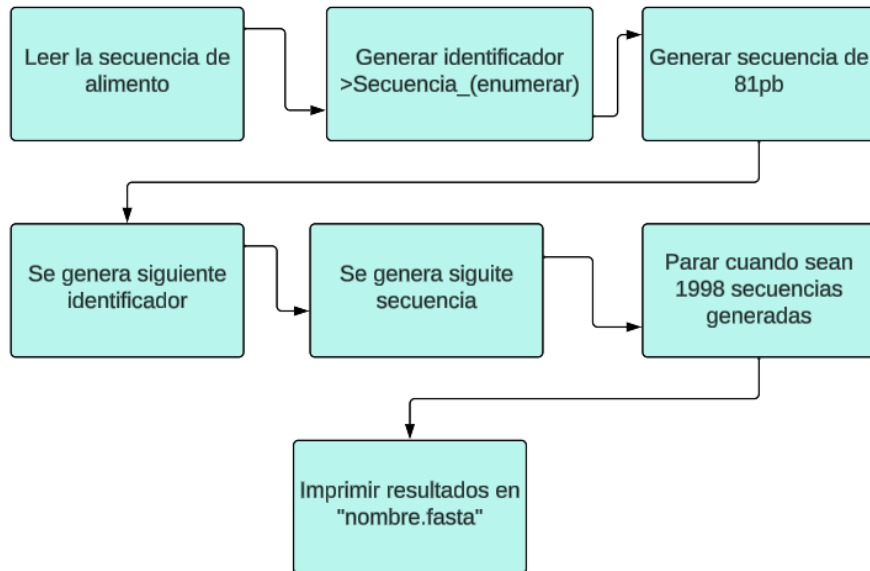 Leer la secuencia de
alimento
Generar identificador
>Secuencia_(enumerar)
Generar secuencia de
81pb
Se genera siguiente
identificador
Se genera siguite
secuencia
Parar cuando sean
1998 secuencias
generadas
Imprimir resultados en
"nombre.fasta"